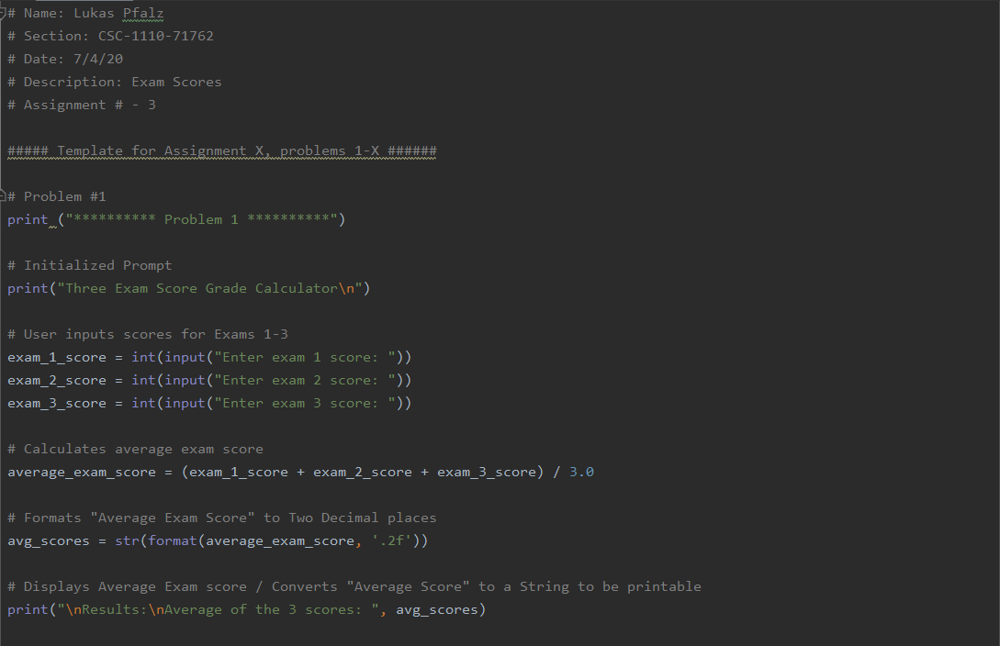 # Name: Lukas Pfalz
# Section: CSC-1110-71762
# Date: 7/4/20
# Description: Exam Scores
# Assignment # - 3
##### Template for Assignment X, problems 1-X ######
# Problem #1
print ("********** Problem 1 **********")
# Initialized Prompt
print("Three Exam Score Grade Calculator\n")
# User inputs scores for Exams 1-3
exam_1_score = int(input("Enter exam 1 score: "))
exam_2_score = int(input("Enter exam 2 score: "))
exam_3_score = int(input("Enter exam 3 score: "))
# Calculates average exam score
average_exam_score = (exam_1_score + exam_2_score + exam_3_score) / 3.0
# Formats "Average Exam Score" to Two Decimal places
avg_scores = str(format(average_exam_score, '.2f'))
# Displays Average Exam score / Converts "Average Score" to a String to be printable
print("\nResults:\nAverage of the 3 scores: ", avg_scores)